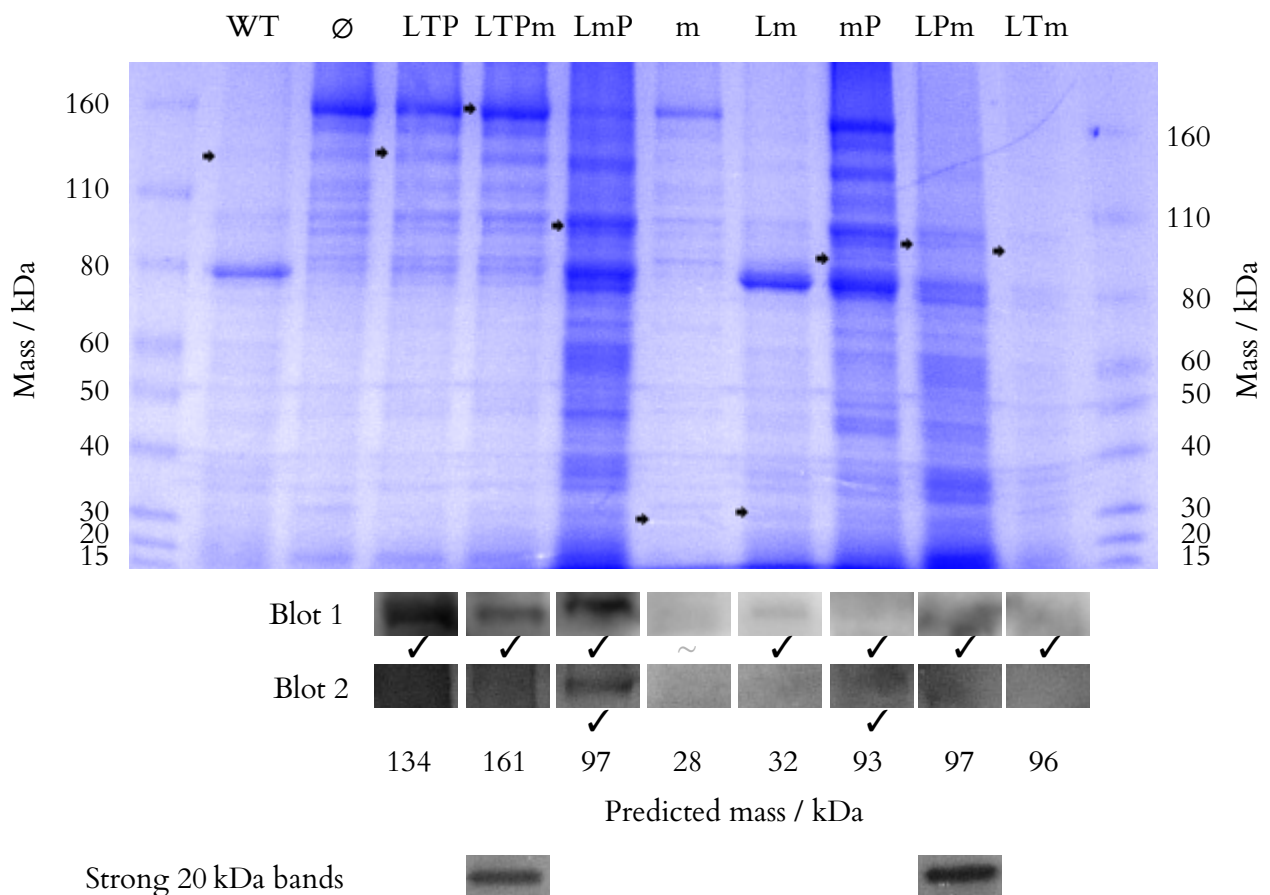 WT ∅ LTP LTPm LmP m Lm mP LPm LTm
Mass / kDa
160
110
80
60
50
40
30
20
15
160
110
80
60
50
40
30
20
15
Mass / kDa
Blot 1
✓ ✓ ✓ ~ ✓ ✓ ✓ ✓
Blot 2
✓ ✓
134 161 97 28 32 93 97 96
Predicted mass / kDa
Strong 20 kDa bands